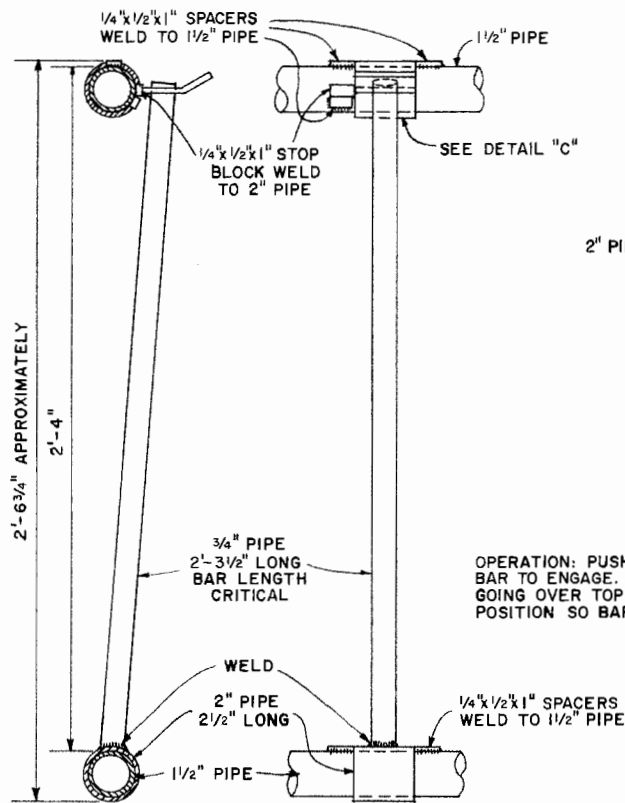 1/4"x1/2"x1" SPACERS
WELD TO 1 1/2" PIPE
1 1/2" PIPE
1/4"x1/2"x1" STOP
BLOCK WELD
TO 2" PIPE
SEE DETAIL "C"
2" PI
2'-6 3/4" APPROXIMATELY
2'-4"
3/4" PIPE
2'-3 1/2" LONG
BAR LENGTH
CRITICAL
OPERATION: PUSH
BAR TO ENGAGE.
GOING OVER TOP
POSITION SO BAR
WELD
2" PIPE
2 1/2" LONG
1 1/2" PIPE
1/4"x1/2"x1" SPACERS
WELD TO 1 1/2" PIPE